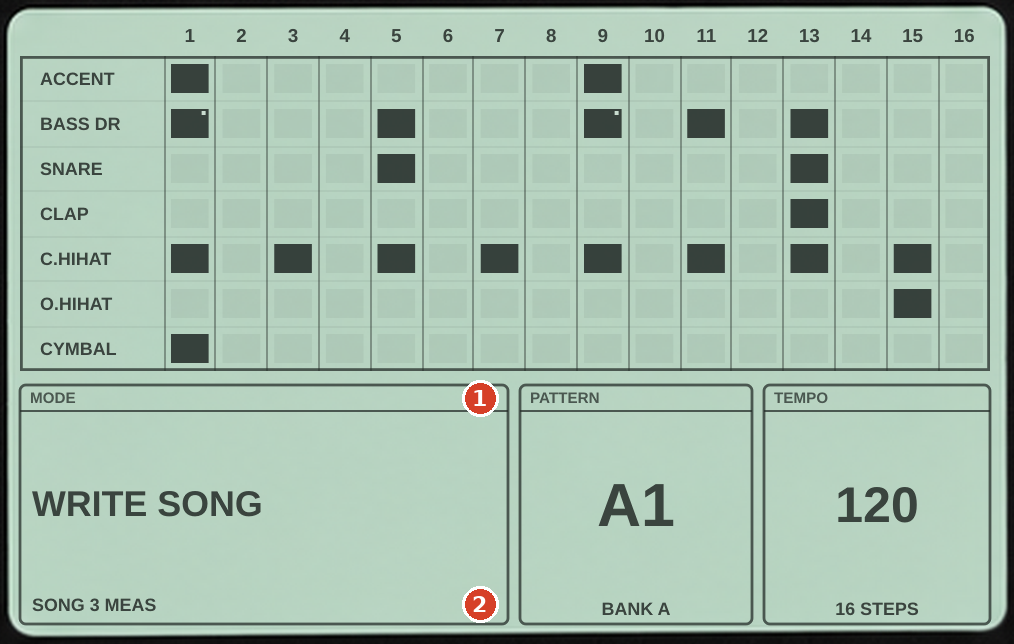 1 2 3 4 5 6 7 8 9 10 11 12 13 14 15 16
ACCENT
BASS DR
SNARE
CLAP
C.HIHAT
O.HIHAT
CYMBAL
MODE 1
WRITE SONG
SONG 3 MEAS 2
PATTERN
A1
BANK A
TEMPO
120
16 STEPS